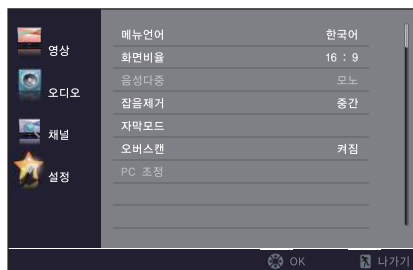 영상
오디오
채널
설정
메뉴언어 한국어
화면비율 16 : 9
음성다중 모노
잡음제거 중간
자막모드
오버스캔 켜짐
PC 조정
OK 나가기